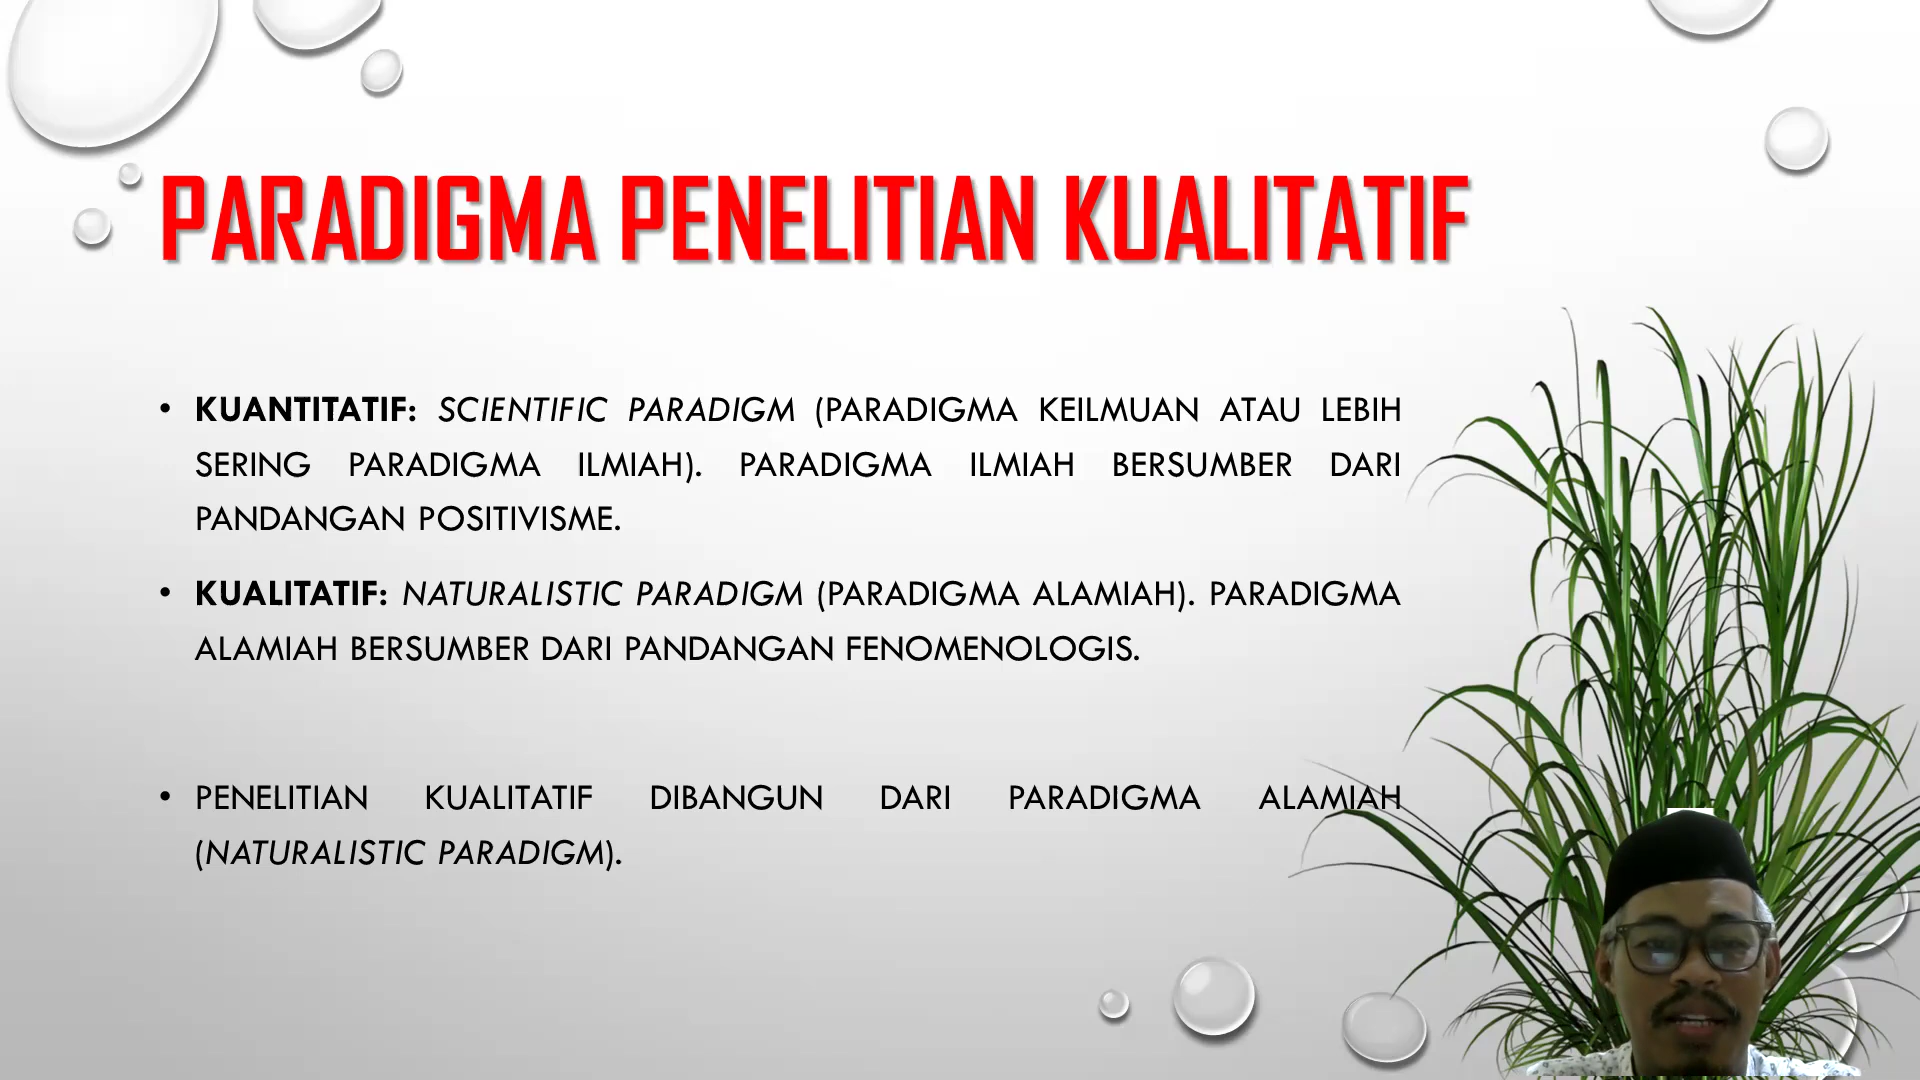 PARADIGMA PENELITIAN KUALITATIF
• KUANTITATIF: SCIENTIFIC PARADIGM (PARADIGMA KEILMUAN ATAU LEBIH
SERING PARADIGMA ILMIAH). PARADIGMA ILMIAH BERSUMBER DARI
PANDANGAN POSITIVISME.
• KUALITATIF: NATURALISTIC PARADIGM (PARADIGMA ALAMIAH). PARADIGMA
ALAMIAH BERSUMBER DARI PANDANGAN FENOMENOLOGIS.
• PENELITIAN KUALITATIF DIBANGUN DARI PARADIGMA ALAMIAH
(NATURALISTIC PARADIGM).